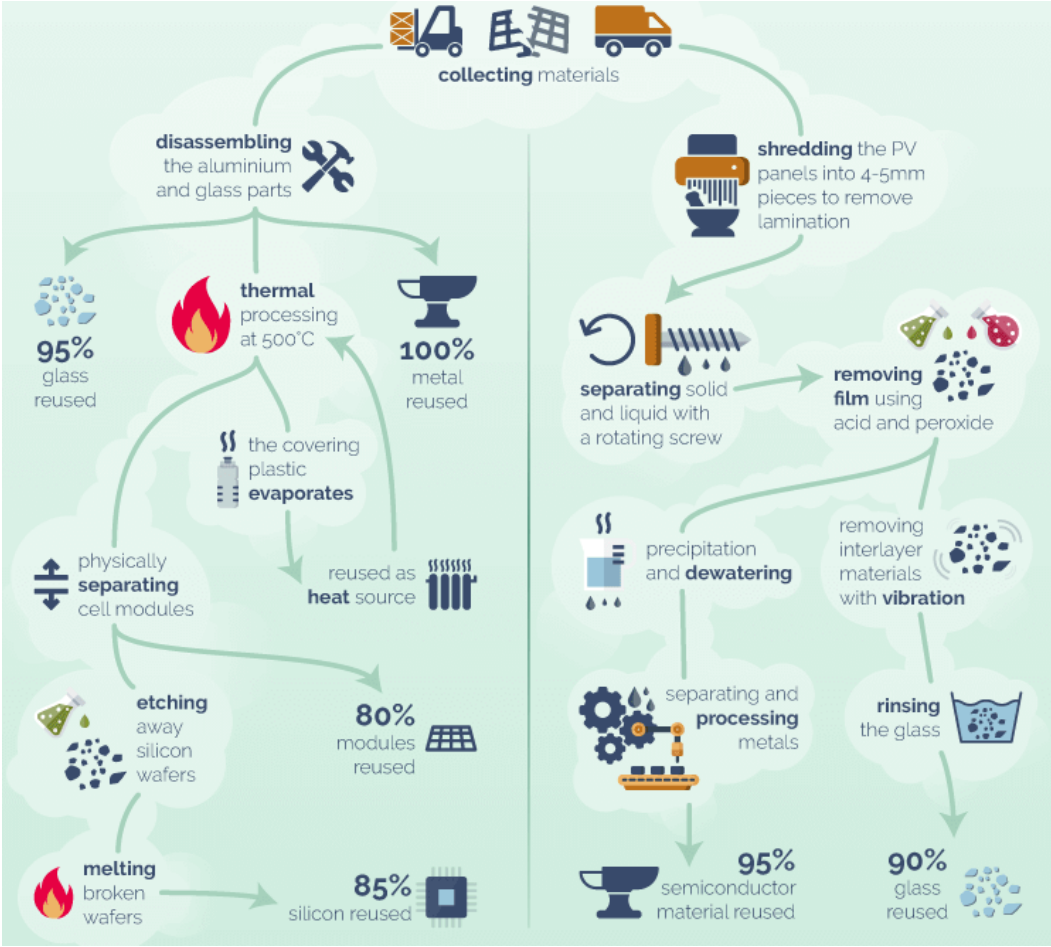 collecting materials
disassembling
the aluminium
and glass parts
95%
glass
reused
thermal
processing
at 500°C
100%
metal
reused
the covering
plastic
evaporates
reused as
heat source
physically
separating
cell modules
etching
away
silicon
wafers
80%
modules
reused
melting
broken
wafers
85%
silicon reused
shredding the PV
panels into 4-5mm
pieces to remove
lamination
separating solid
and liquid with
a rotating screw
removing
film using
acid and peroxide
precipitation
and dewatering
removing
interlayer
materials
with vibration
separating and
processing
metals
rinsing
the glass
95%
semiconductor
material reused
90%
glass
reused